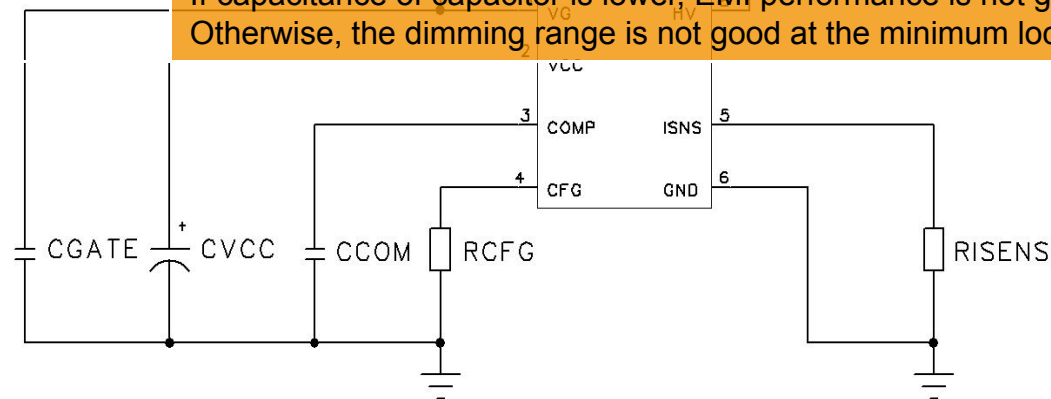 If capacitance of capacitor is lower, EMI performance is not g
Otherwise, the dimming range is not good at the minimum loc
VG HV
2
VCC
3 COMP ISNS 5
4 CFG GND 6
CGATE + CVCC CCOM RCFG RISENS